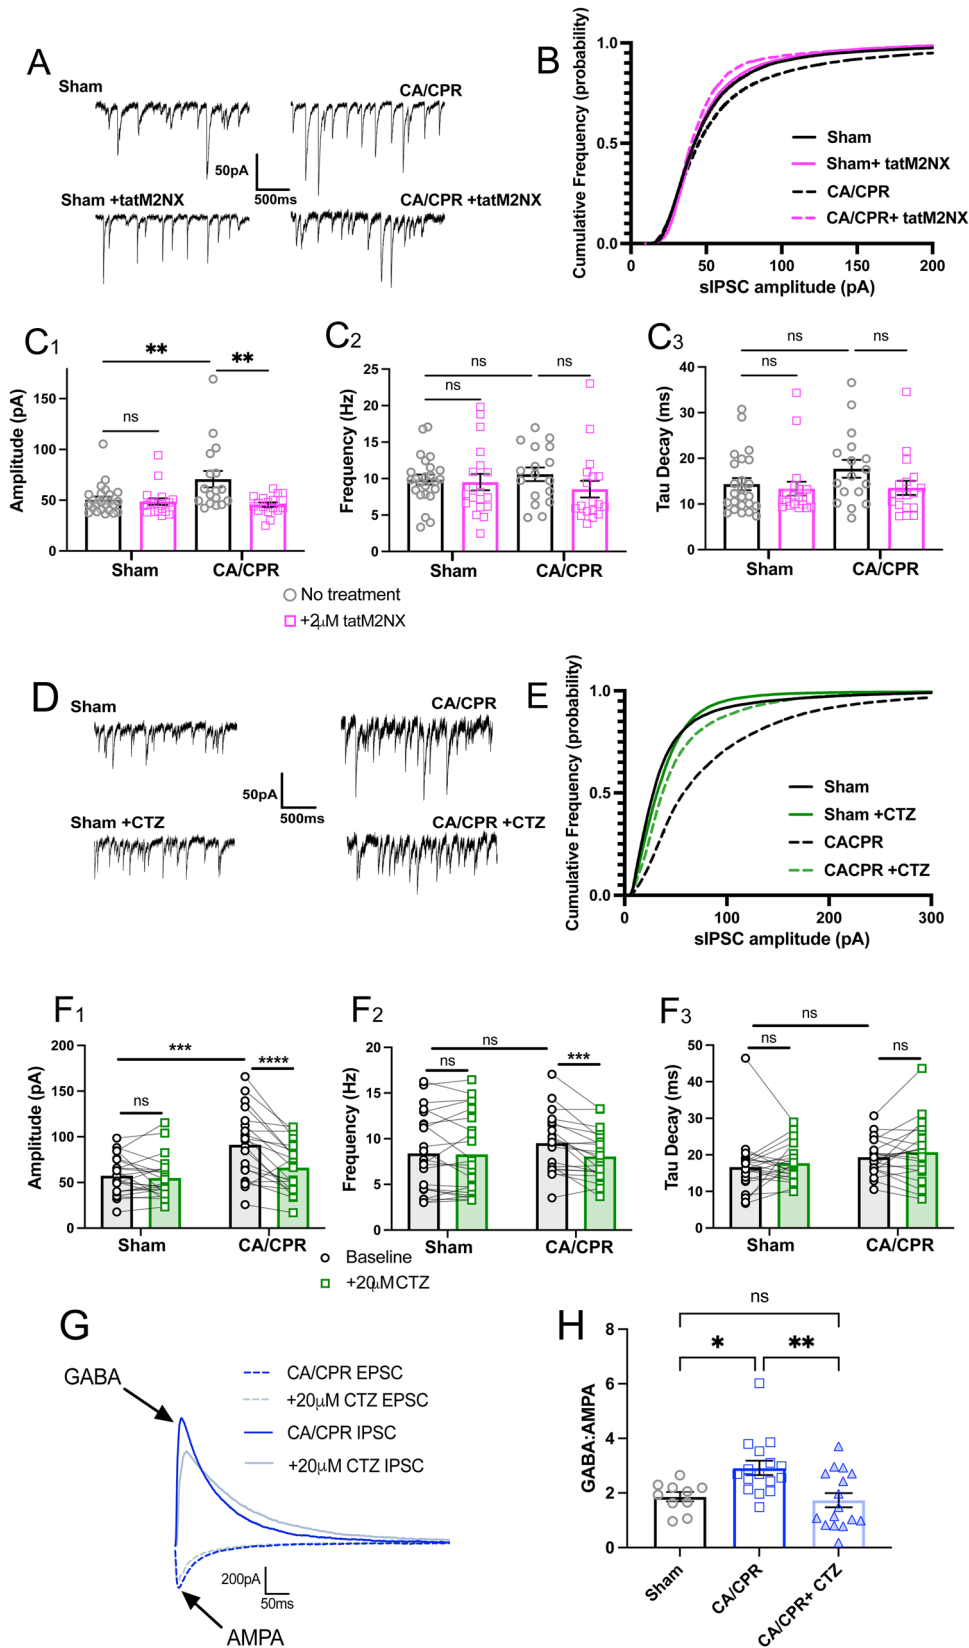 A
Sham
CA/CPR
50pA
500ms
Sham +tatM2NX
CA/CPR +tatM2NX
B
Cumulative Frequency (probability)
1.0
0.5
0.0
0 50 100 150 200
sIPSC amplitude (pA)
Sham
Sham+ tatM2NX
CA/CPR
CA/CPR+ tatM2NX
C1
Amplitude (pA)
150
100
50
0
ns
**
**
Sham CA/CPR
C2
Frequency (Hz)
25
20
15
10
5
0
ns
ns
ns
Sham CA/CPR
C3
Tau Decay (ms)
40
30
20
10
0
ns
ns
ns
Sham CA/CPR
No treatment
+2μM tatM2NX
D
Sham
CA/CPR
50pA
500ms
Sham +CTZ
CA/CPR +CTZ
E
Cumulative Frequency (probability)
1.0
0.5
0.0
0 100 200 300
sIPSC amplitude (pA)
Sham
Sham +CTZ
CACPR
CACPR +CTZ
F1
Amplitude (pA)
200
150
100
50
0
***
****
ns
Sham CA/CPR
F2
Frequency (Hz)
20
15
10
5
0
ns
ns
***
Sham CA/CPR
F3
Tau Decay (ms)
50
40
30
20
10
0
ns
ns
ns
Sham CA/CPR
Baseline
+20μM CTZ
G
GABA
AMPA
CA/CPR EPSC
+20μM CTZ EPSC
CA/CPR IPSC
+20μM CTZ IPSC
200pA
50ms
H
GABA:AMPA
8
6
4
2
0
ns
*
**
Sham
CA/CPR
CA/CPR+ CTZ